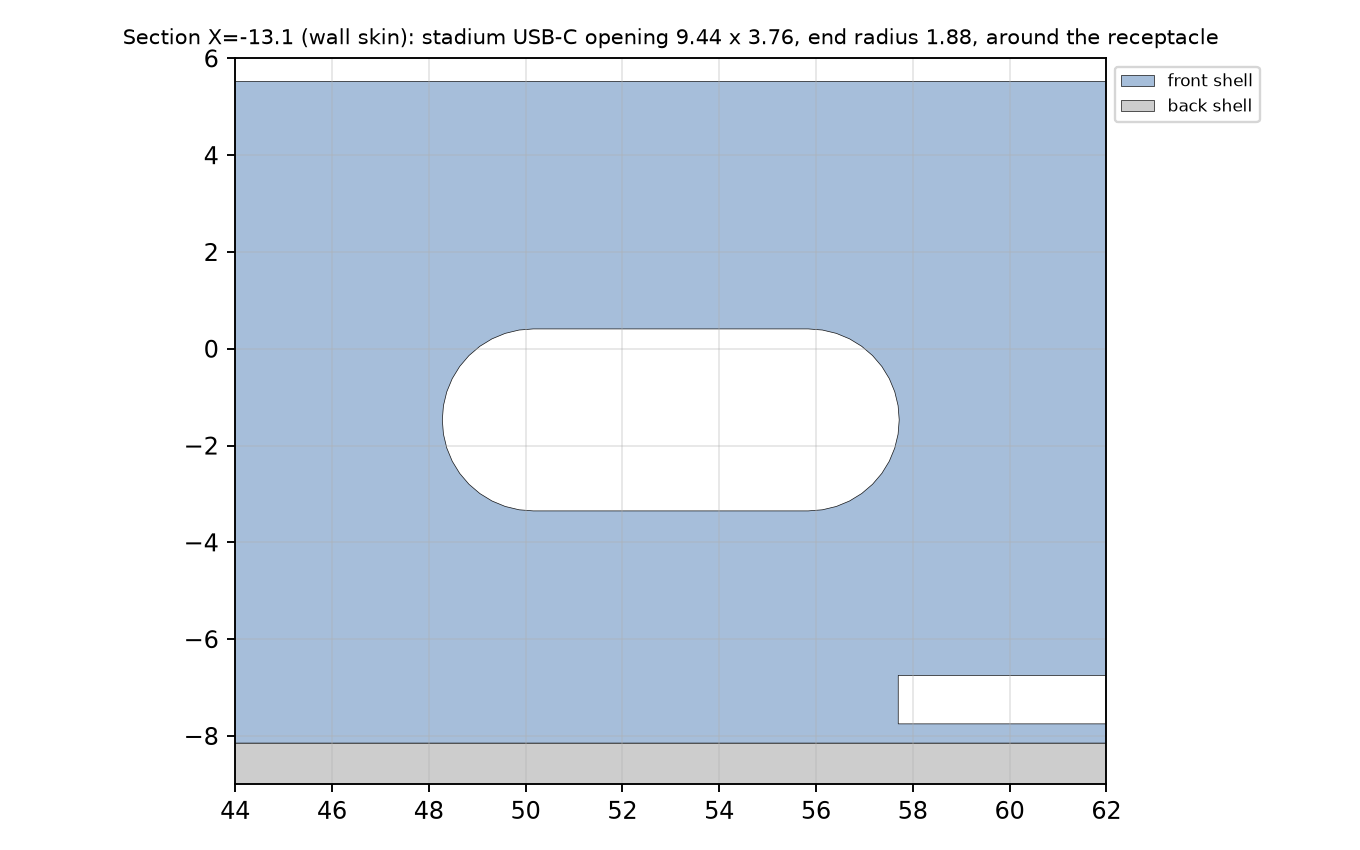 Section X=-13.1 (wall skin): stadium USB-C opening 9.44 x 3.76, end radius 1.88, around the receptacle
front shell
back shell
6
4
2
0
−2
−4
−6
−8
44 46 48 50 52 54 56 58 60 62